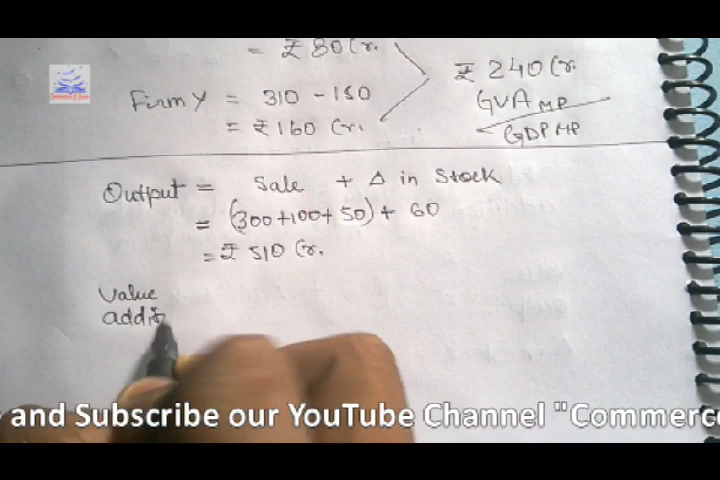 = ₹ 80 Cr.
₹ 240 Cr.
Firm Y = 310 - 150
GVA MP
= ₹ 160 Cr.
GDP MP
Output = Sale + Δ in Stock
= (300+100+50) + 60
= ₹ 510 Cr.
Value
addit
and Subscribe our YouTube Channel "Commerce